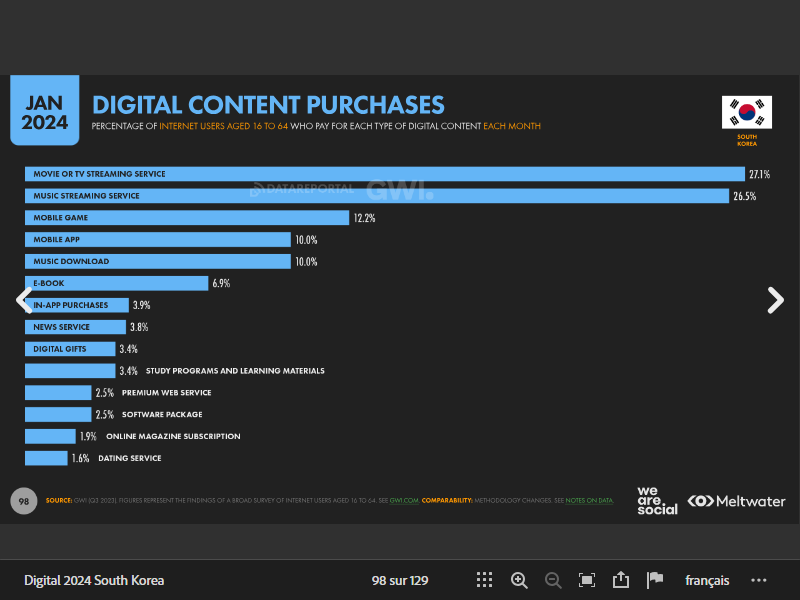 JAN
2024
DIGITAL CONTENT PURCHASES
PERCENTAGE OF INTERNET USERS AGED 16 TO 64 WHO PAY FOR EACH TYPE OF DIGITAL CONTENT EACH MONTH
SOUTH
KOREA
MOVIE OR TV STREAMING SERVICE 27.1%
DATAREPORTAL GWI.
MUSIC STREAMING SERVICE 26.5%
MOBILE GAME 12.2%
MOBILE APP 10.0%
MUSIC DOWNLOAD 10.0%
E-BOOK 6.9%
IN-APP PURCHASES 3.9%
NEWS SERVICE 3.8%
DIGITAL GIFTS 3.4%
3.4% STUDY PROGRAMS AND LEARNING MATERIALS
2.5% PREMIUM WEB SERVICE
2.5% SOFTWARE PACKAGE
1.9% ONLINE MAGAZINE SUBSCRIPTION
1.6% DATING SERVICE
98 SOURCE: GWI (Q3 2023). FIGURES REPRESENT THE FINDINGS OF A BROAD SURVEY OF INTERNET USERS AGED 16 TO 64. SEE GWI.COM. COMPARABILITY: METHODOLOGY CHANGES. SEE NOTES ON DATA.
we
are
social
Meltwater
Digital 2024 South Korea 98 sur 129 français